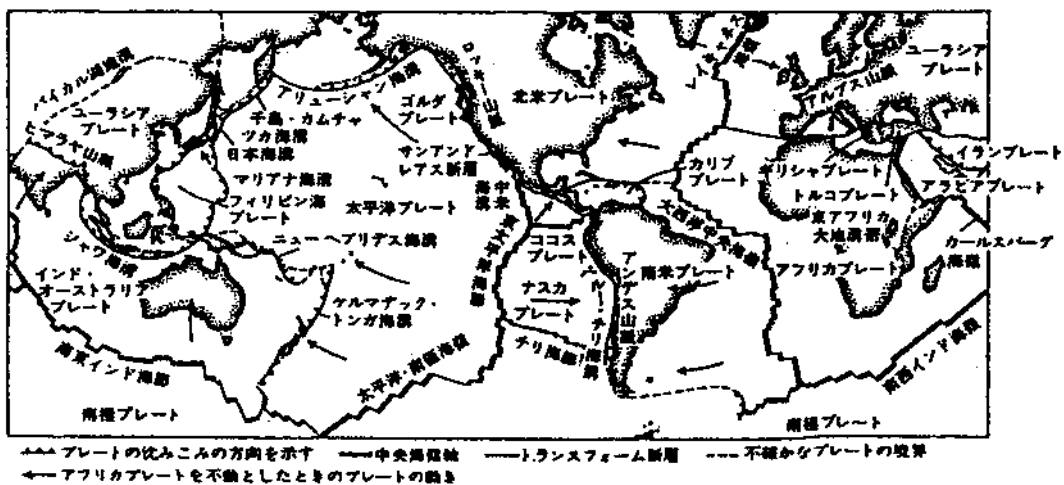 バイカル湖地溝
ユーラシア
プレート
ヒマラヤ山脈
アリューシャン海溝
千島・カムチャ
ツカ海溝
日本海溝
マリアナ海溝
フィリピン海
プレート
太平洋プレート
ゴルダ
プレート
サンアンド
レアス断層
ロッキー山脈
北米プレート
中米
海溝
カリブ
プレート
アイスランド
ユーラシア
プレート
アルプス山脈
ギリシャプレート
トルコプレート
イランプレート
アラビアプレート
東アフリカ
大地溝帯
カールスバーグ
海嶺
アフリカプレート
大西洋中央海嶺
ジャワ海溝
インド・
オーストラリア
プレート
ニューヘブリデス海溝
ケルマデック・
トンガ海溝
東太平洋海嶺
ココス
プレート
ナスカ
プレート
ペルー・チリ海溝
アンデス山脈
南米プレート
チリ海嶺
南東インド海嶺
太平洋・南極海嶺
南西インド海嶺
南極プレート
南極プレート
プレートの沈みこみの方向を示す 中央海嶺軸 トランスフォーム断層 不確かなプレートの境界
アフリカプレートを不動としたときのプレートの動き